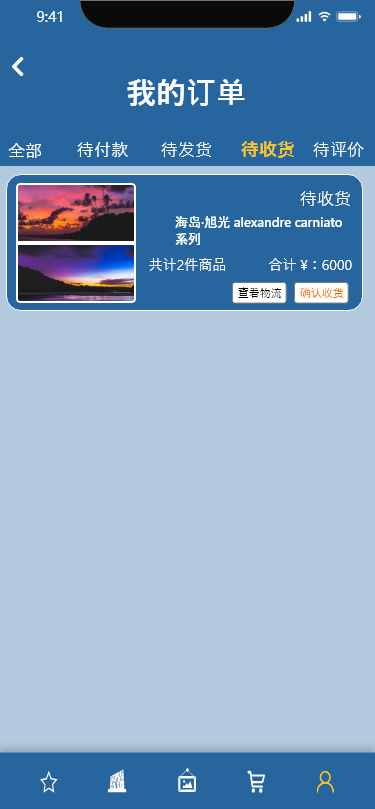 9:41
我的订单
全部 待付款 待发货 待收货 待评价
待收货
海岛·旭光 alexandre carniato
系列
共计2件商品 合计 ¥：6000
查看物流 确认收货